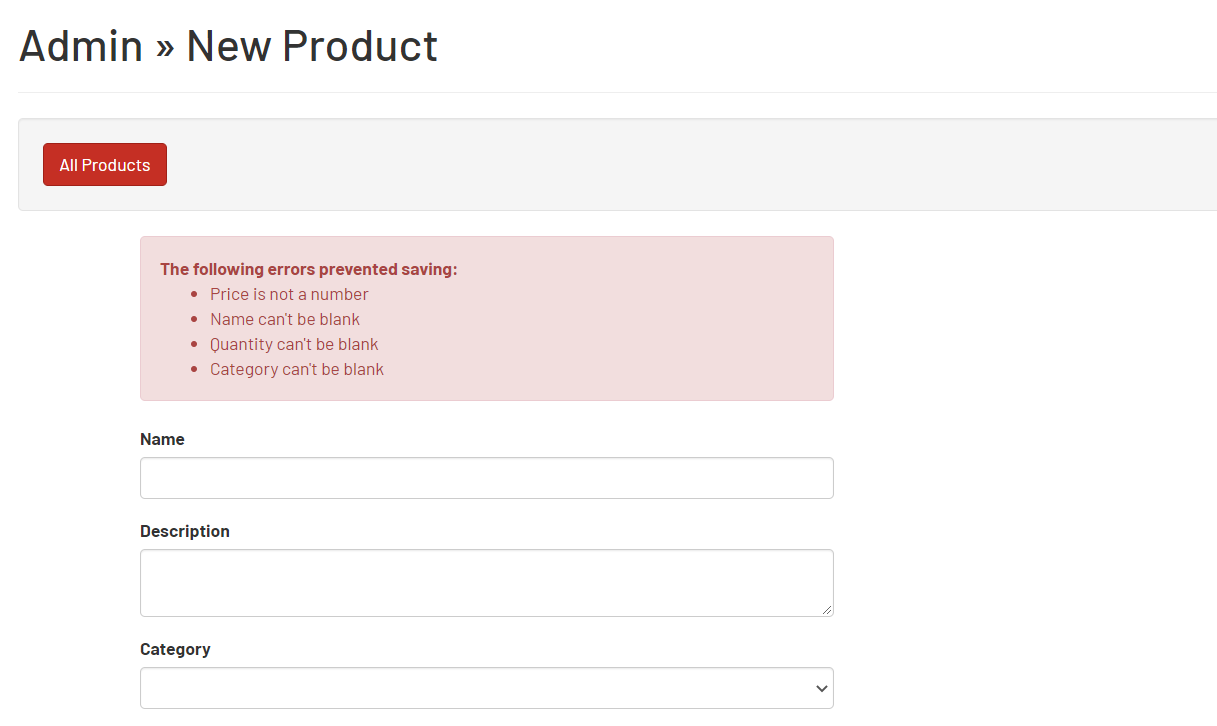 Admin » New Product
All Products
The following errors prevented saving:
Price is not a number
Name can't be blank
Quantity can't be blank
Category can't be blank
Name
Description
Category